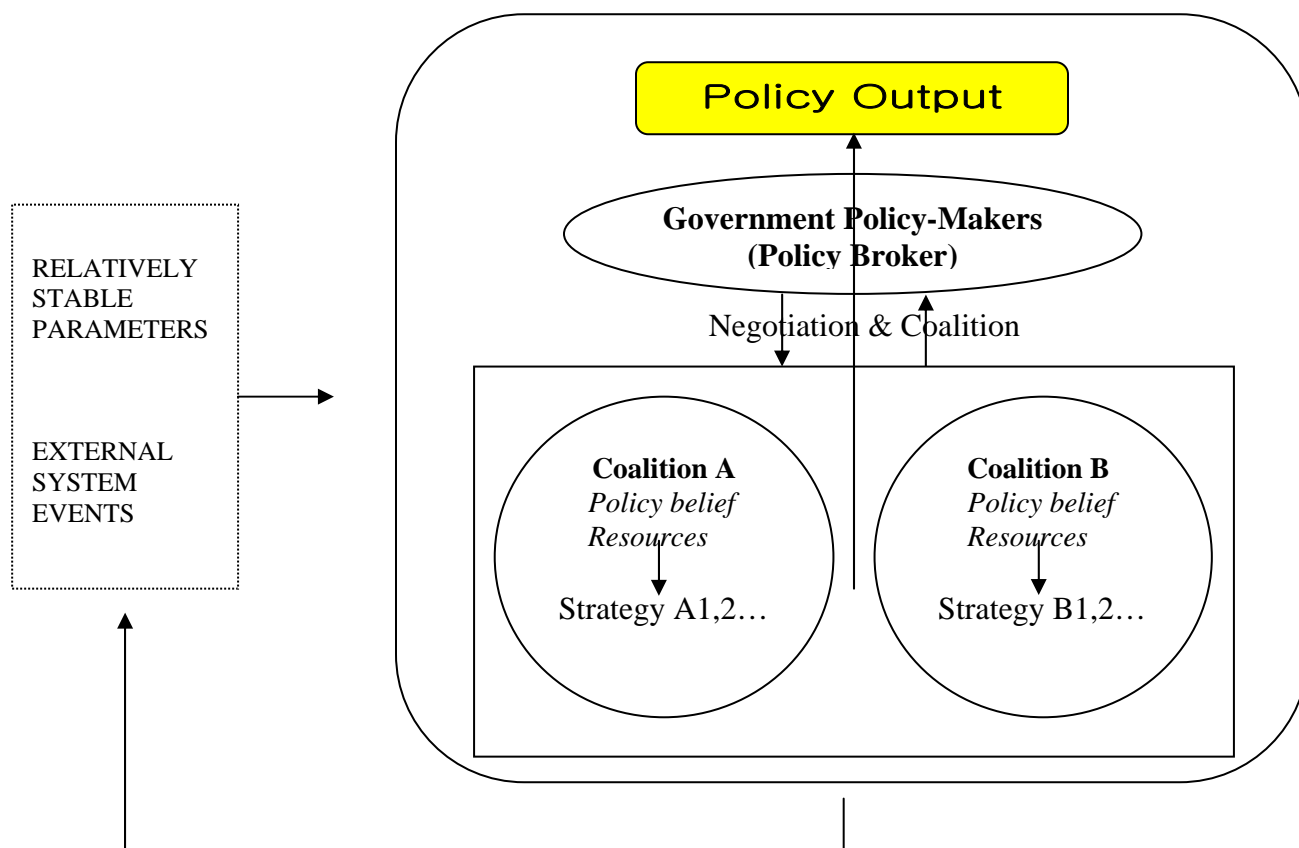 Policy Output
Government Policy-Makers
(Policy Broker)
Negotiation & Coalition
RELATIVELY
STABLE
PARAMETERS
EXTERNAL
SYSTEM
EVENTS
Coalition A
Policy belief
Resources
Strategy A1,2…
Coalition B
Policy belief
Resources
Strategy B1,2…